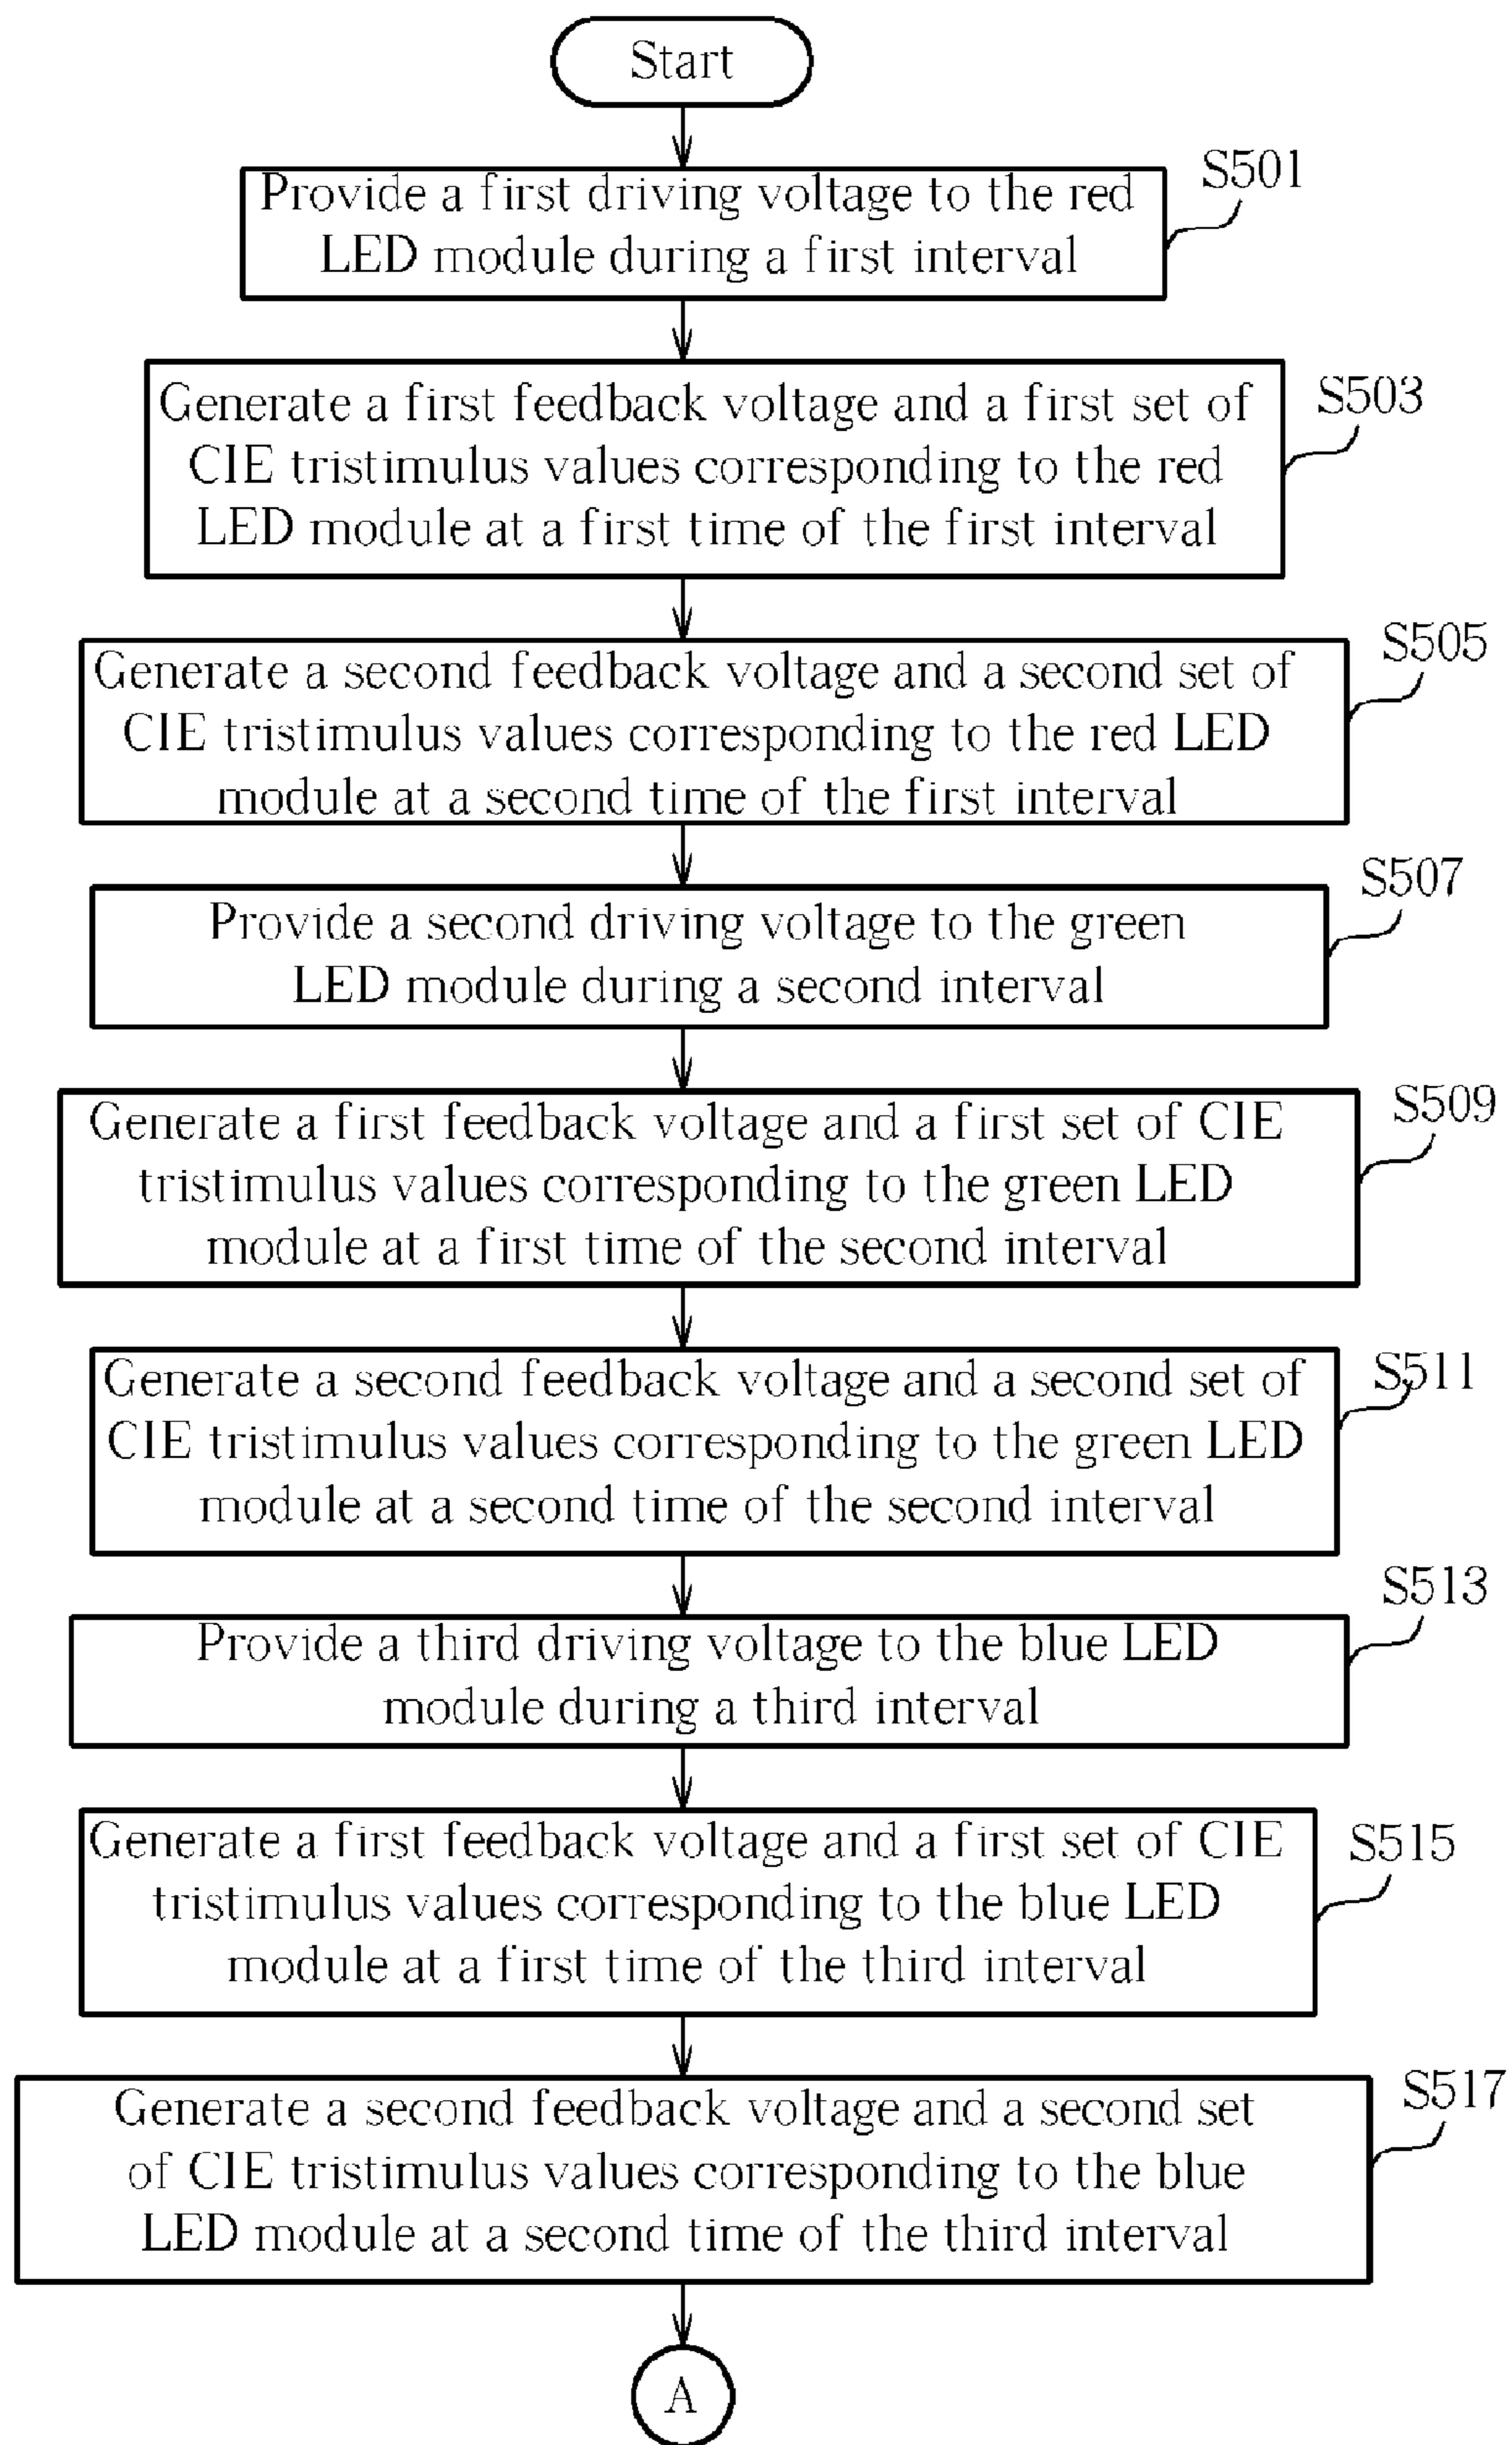 Start
S501
Provide a first driving voltage to the red
LED module during a first interval
S503
Generate a first feedback voltage and a first set of
CIE tristimulus values corresponding to the red
LED module at a first time of the first interval
S505
Generate a second feedback voltage and a second set of
CIE tristimulus values corresponding to the red LED
module at a second time of the first interval
S507
Provide a second driving voltage to the green
LED module during a second interval
S509
Generate a first feedback voltage and a first set of CIE
tristimulus values corresponding to the green LED
module at a first time of the second interval
S511
Generate a second feedback voltage and a second set of
CIE tristimulus values corresponding to the green LED
module at a second time of the second interval
S513
Provide a third driving voltage to the blue LED
module during a third interval
S515
Generate a first feedback voltage and a first set of CIE
tristimulus values corresponding to the blue LED
module at a first time of the third interval
S517
Generate a second feedback voltage and a second set
of CIE tristimulus values corresponding to the blue
LED module at a second time of the third interval
A